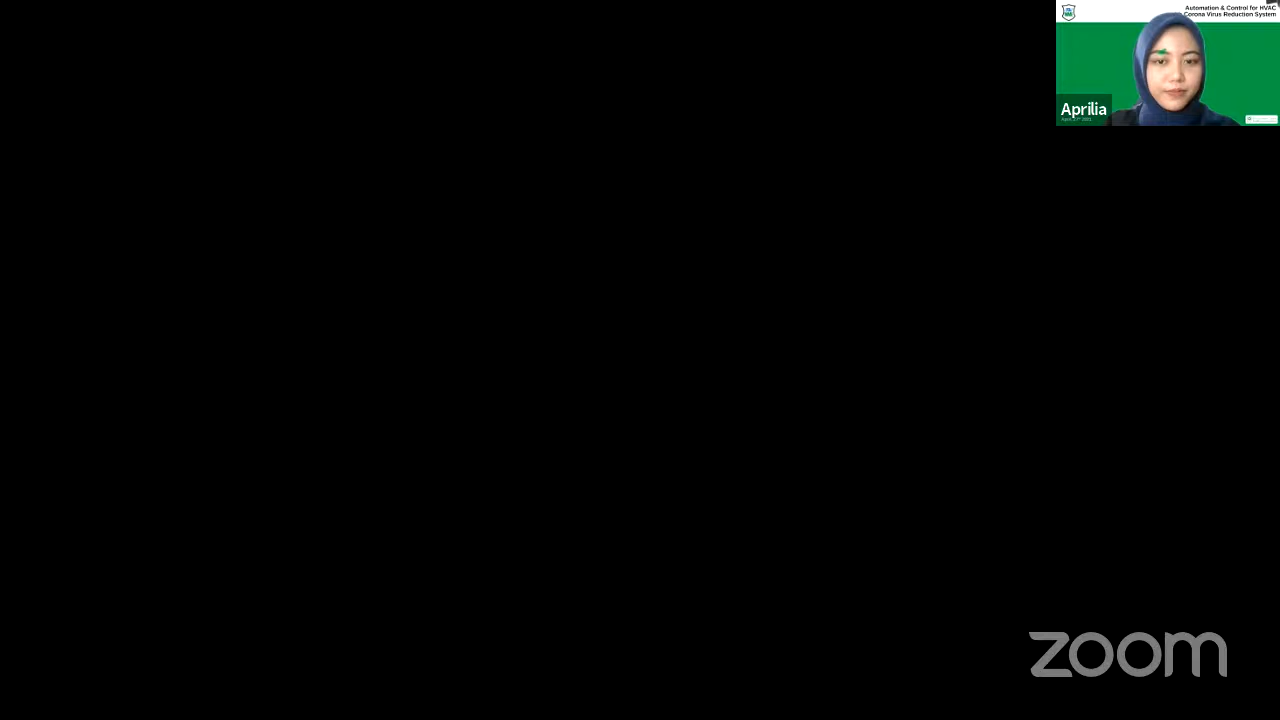 Automation & Control for HVAC
Corona Virus Reduction System
Aprilia
zoom